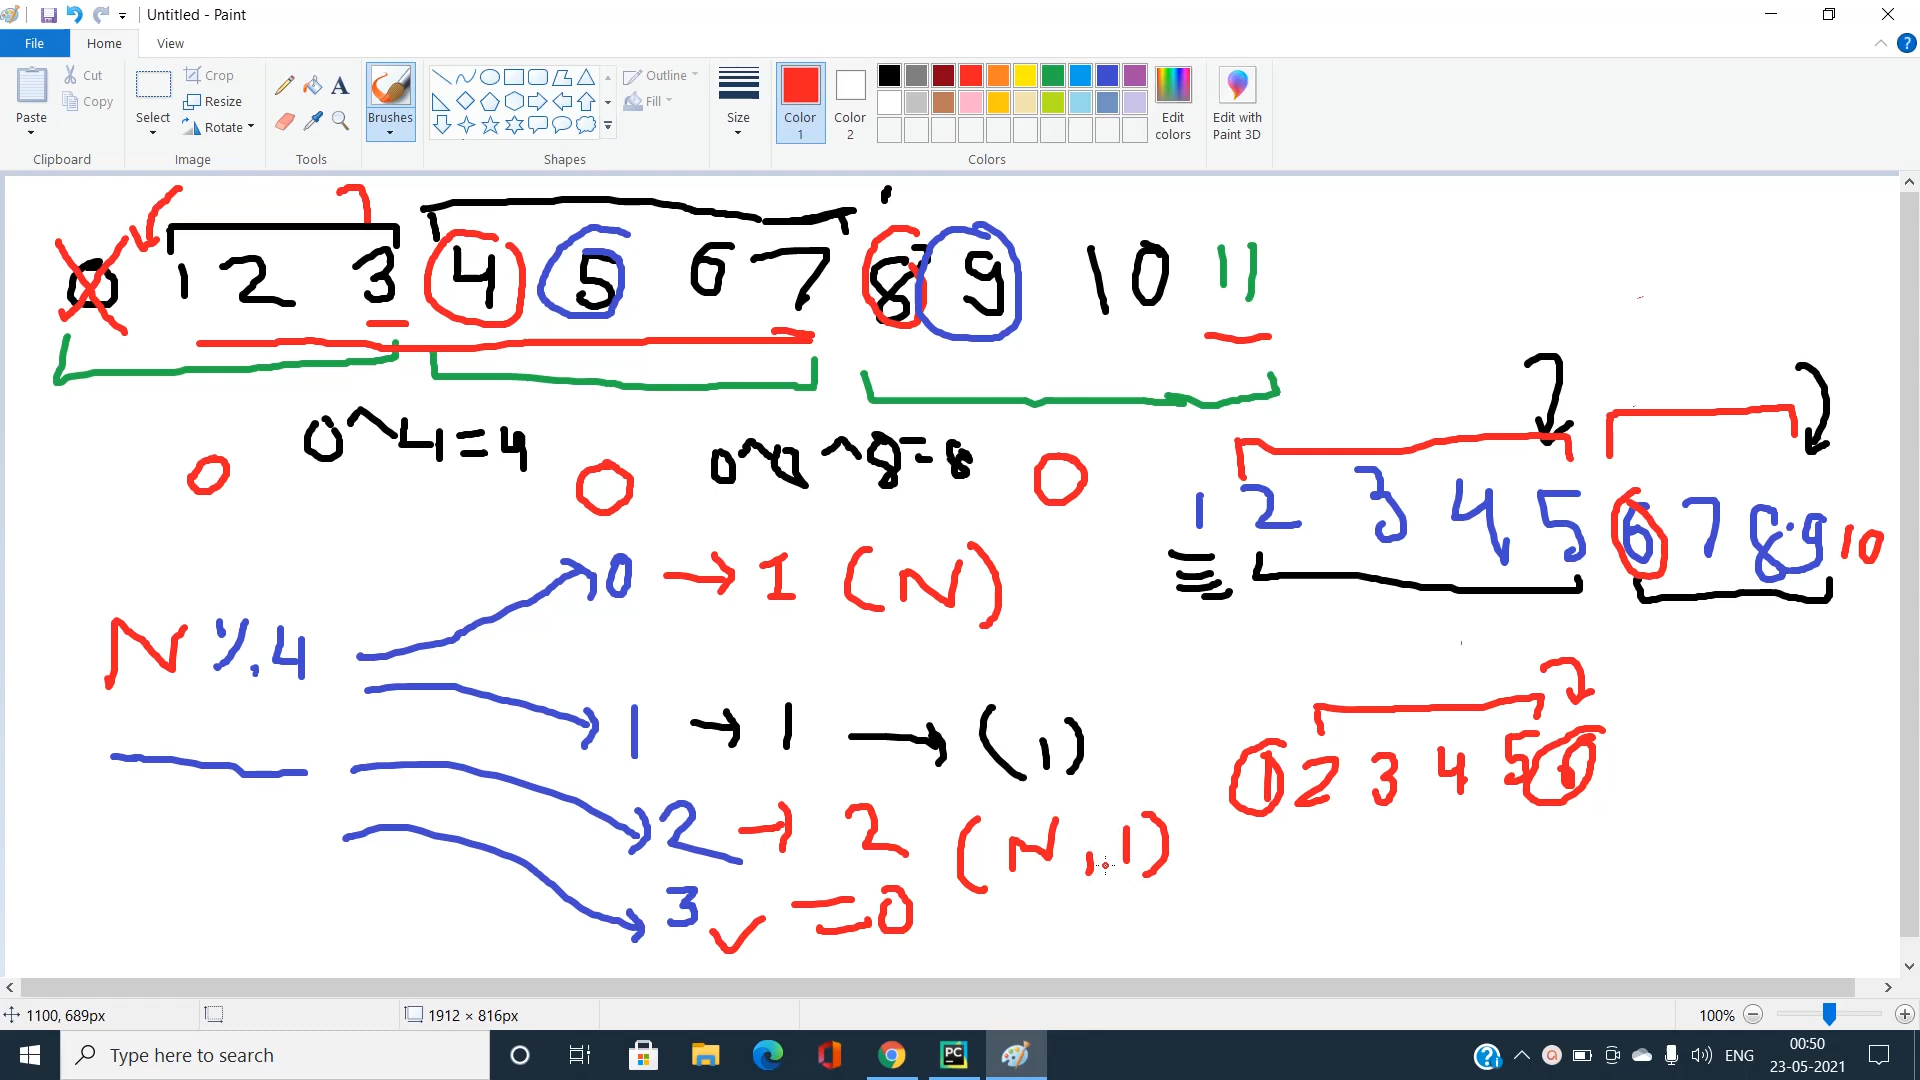 Untitled - Paint
File Home View
Paste Cut Copy
Select Crop Resize Rotate
Brushes
Outline
Fill
Size
Color 1
Color 2
Edit colors
Edit with Paint 3D
Clipboard Image Tools Shapes Colors
0 1 2 3 4 5 6 7 8 9 10 11
0^4=4
0^4^8=8
0 0 0
1 2 3 4 5 6 7 8 9 10
0 → 1 (N)
N % 4
1 → 1 → (1)
1 2 3 4 5 6
2 → 2 (N,1)
3 ✓ =0
1100, 689px
1912 × 816px
100%
Type here to search
PC
ENG
00:50
23-05-2021